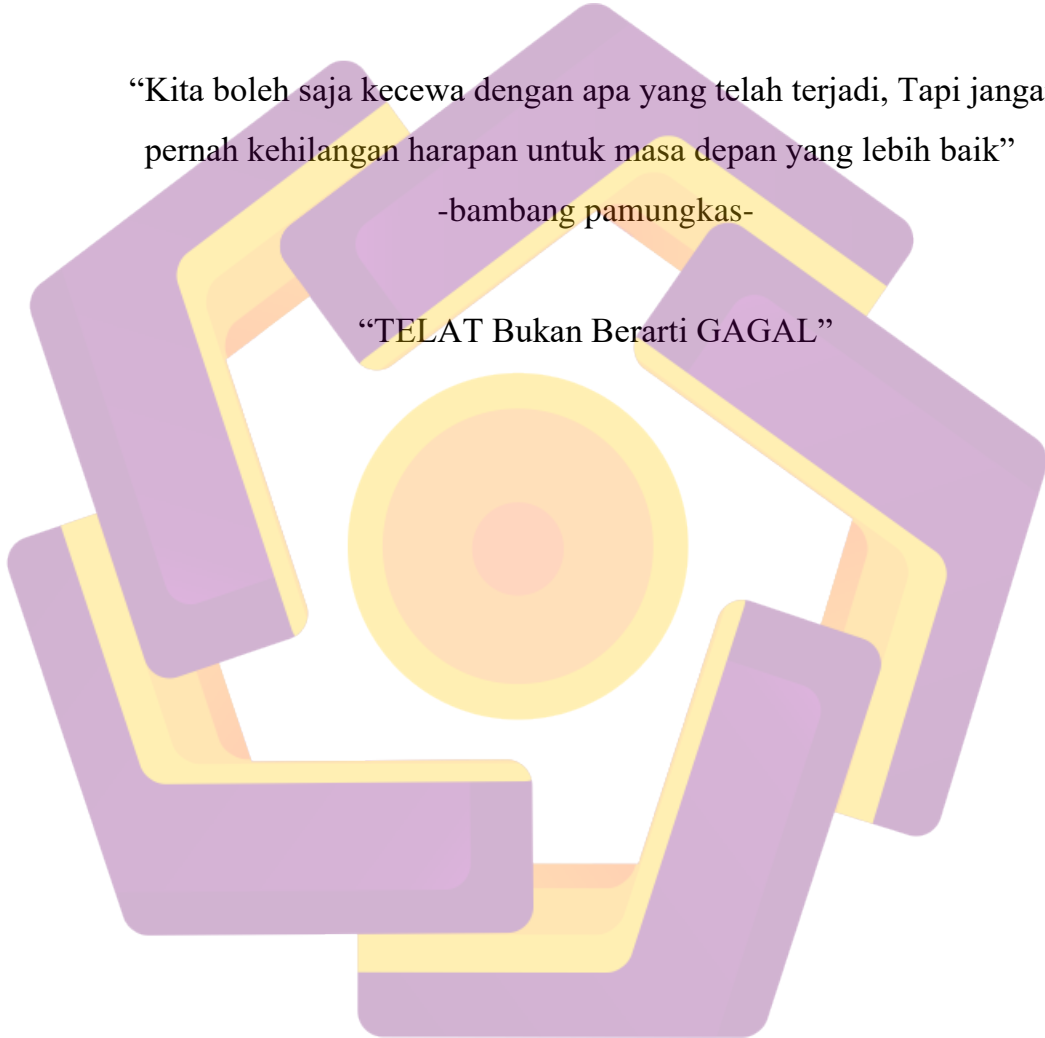 “Kita boleh saja kecewa dengan apa yang telah terjadi, Tapi janga
pernah kehilangan harapan untuk masa depan yang lebih baik”
-bambang pamungkas-
“TELAT Bukan Berarti GAGAL”